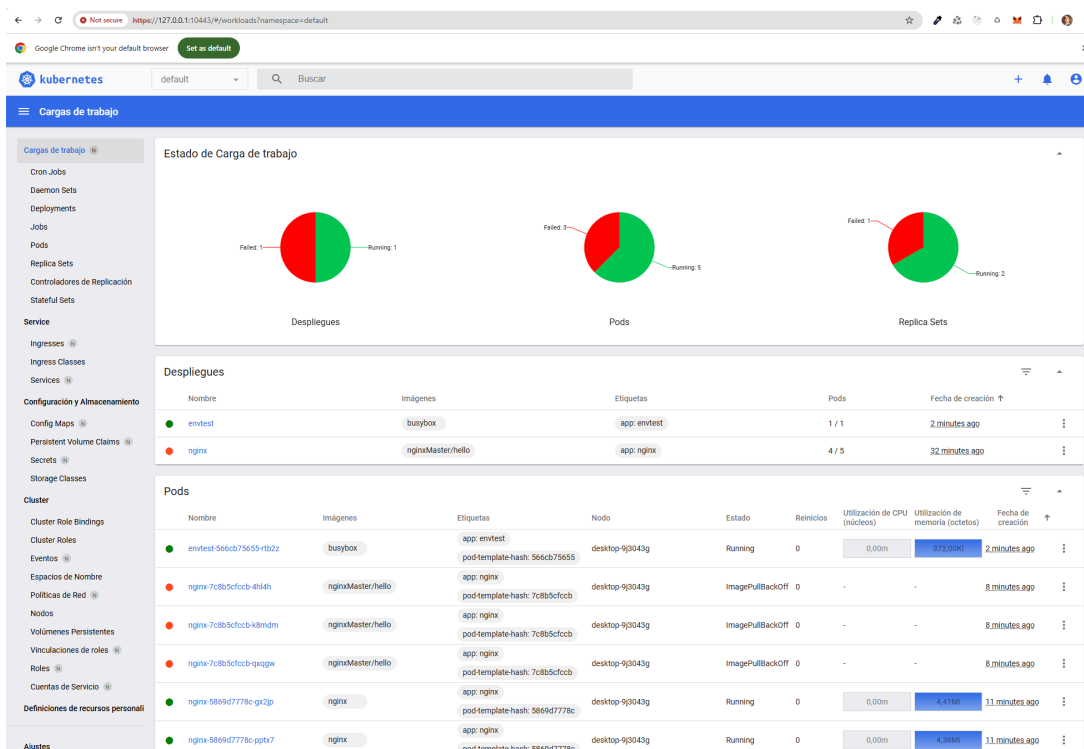 Not secure https://127.0.0.1:10443/#/workloads?namespace=default
Google Chrome isn't your default browser Set as default
kubernetes default Buscar
Cargas de trabajo
Cargas de trabajo N
Cron Jobs
Daemon Sets
Deployments
Jobs
Pods
Replica Sets
Controladores de Replicación
Stateful Sets
Service
Ingresses N
Ingress Classes
Services N
Configuración y Almacenamiento
Config Maps N
Persistent Volume Claims N
Secrets N
Storage Classes
Cluster
Cluster Role Bindings
Cluster Roles
Eventos N
Espacios de Nombre
Políticas de Red N
Nodos
Volúmenes Persistentes
Vinculaciones de roles N
Roles N
Cuentas de Servicio N
Definiciones de recursos personali
Ajustes
Estado de Carga de trabajo
Failed: 1 Running: 1
Despliegues
Failed: 3 Running: 5
Pods
Failed: 1 Running: 2
Replica Sets
Despliegues
Nombre Imágenes Etiquetas Pods Fecha de creación
envtest busybox app: envtest 1 / 1 2 minutes ago
nginx nginxMaster/hello app: nginx 4 / 5 32 minutes ago
Pods
Nombre Imágenes Etiquetas Nodo Estado Reinicios Utilización de CPU (núcleos) Utilización de memoria (octetos) Fecha de creación
envtest-566cb75655-rtb2z busybox app: envtest pod-template-hash: 566cb75655 desktop-9j3043g Running 0 0,00m 372,00Ki 2 minutes ago
nginx-7c8b5cfccb-4hl4h nginxMaster/hello app: nginx pod-template-hash: 7c8b5cfccb desktop-9j3043g ImagePullBackOff 0 - - 8 minutes ago
nginx-7c8b5cfccb-k8mdm nginxMaster/hello app: nginx pod-template-hash: 7c8b5cfccb desktop-9j3043g ImagePullBackOff 0 - - 8 minutes ago
nginx-7c8b5cfccb-qxqgw nginxMaster/hello app: nginx pod-template-hash: 7c8b5cfccb desktop-9j3043g ImagePullBackOff 0 - - 8 minutes ago
nginx-5869d7778c-gx2jp nginx app: nginx pod-template-hash: 5869d7778c desktop-9j3043g Running 0 0,00m 4,41Mi 11 minutes ago
nginx-5869d7778c-pptx7 nginx app: nginx pod-template-hash: 5869d7778c desktop-9j3043g Running 0 0,00m 4,38Mi 11 minutes ago